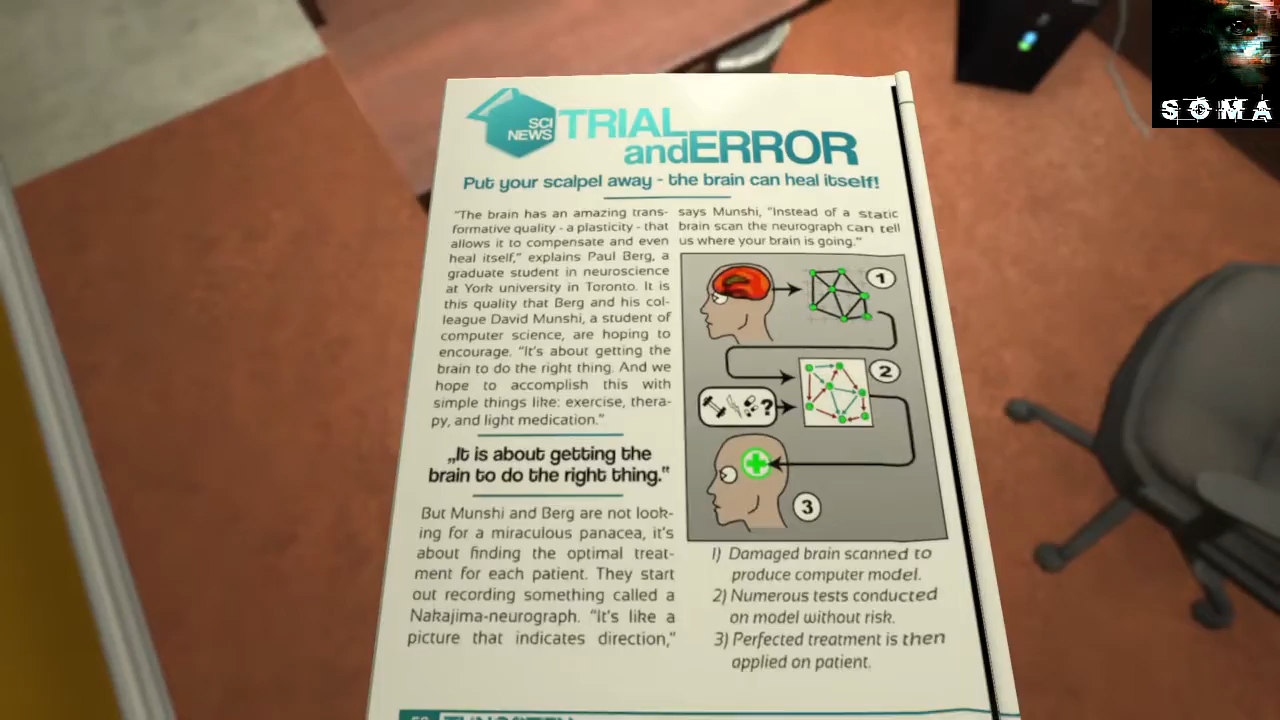 SOMA
SCI
NEWS
TRIAL
andERROR
Put your scalpel away - the brain can heal itself!
"The brain has an amazing trans-
formative quality - a plasticity - that
allows it to compensate and even
heal itself," explains Paul Berg, a
graduate student in neuroscience
at York university in Toronto. It is
this quality that Berg and his col-
league David Munshi, a student of
computer science, are hoping to
encourage. "It's about getting the
brain to do the right thing. And we
hope to accomplish this with
simple things like: exercise, thera-
py, and light medication."
„It is about getting the
brain to do the right thing."
But Munshi and Berg are not look-
ing for a miraculous panacea, it's
about finding the optimal treat-
ment for each patient. They start
out recording something called a
Nakajima-neurograph. "It's like a
picture that indicates direction,"
says Munshi, "Instead of a static
brain scan the neurograph can tell
us where your brain is going."
1
2
?
3
1) Damaged brain scanned to
produce computer model.
2) Numerous tests conducted
on model without risk.
3) Perfected treatment is then
applied on patient.